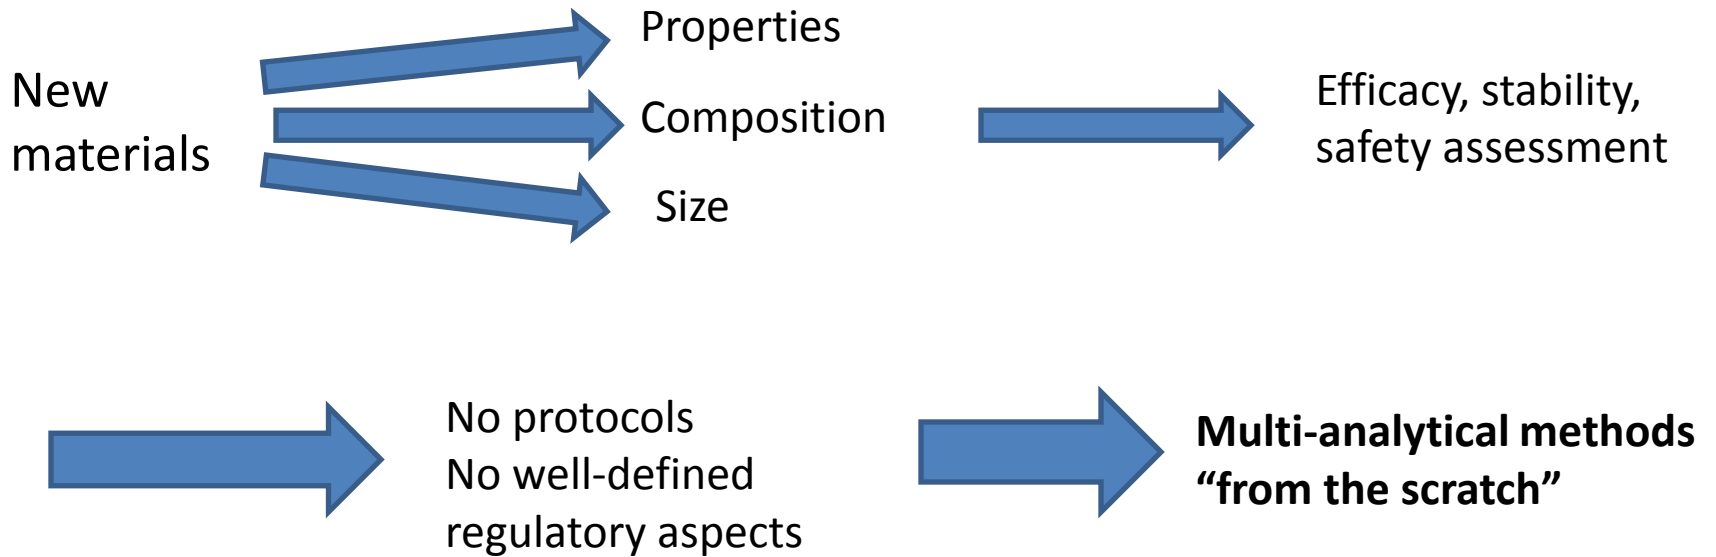 New
materials
Properties
Composition
Size
Efficacy, stability,
safety assessment
No protocols
No well-defined
regulatory aspects
Multi-analytical methods
“from the scratch”